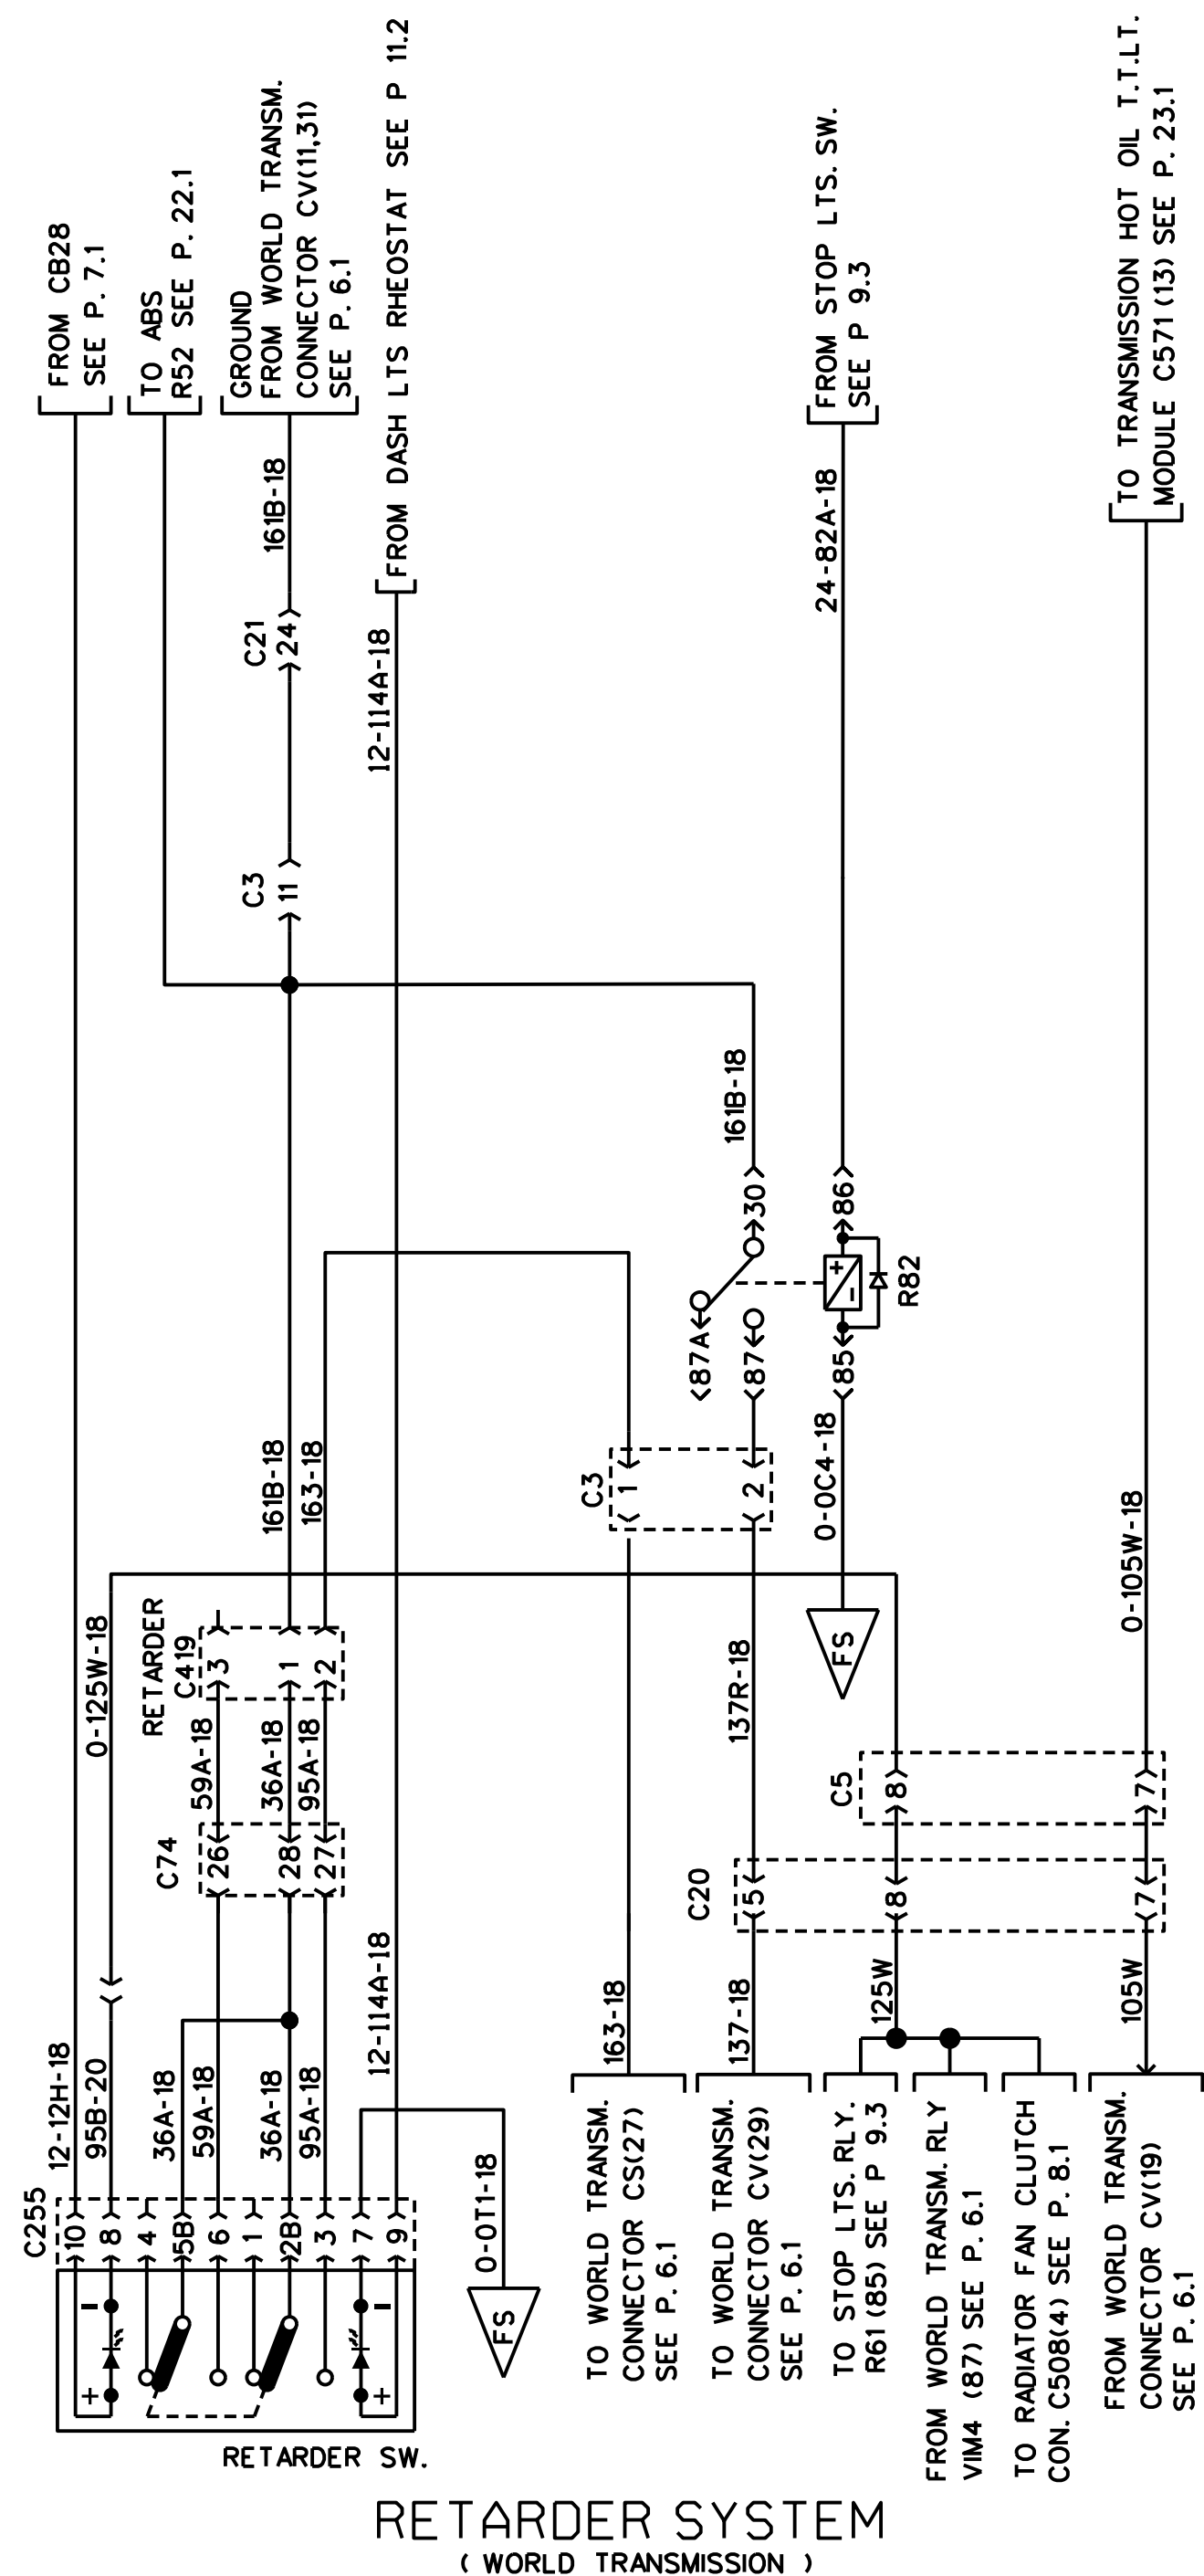 FROM CB28
SEE P. 7.1
TO ABS
R52 SEE P. 22.1
GROUND
FROM WORLD TRANSM.
CONNECTOR CV(11,31)
SEE P. 6.1
FROM DASH LTS RHEOSTAT SEE P 11.2
FROM STOP LTS. SW.
SEE P 9.3
TO TRANSMISSION HOT OIL T.T.LT.
MODULE C571(13) SEE P. 23.1
161B-18
C21
24
12-114A-18
24-82A-18
C3
11
161B-18
30
86
87A
87
85
R82
+
-
161B-18
163-18
C3
1
2
0-0C4-18
FS
0-105W-18
0-125W-18
RETARDER
C419
3
1
2
59A-18
36A-18
95A-18
C74
26
28
27
137R-18
C5
8
7
C20
5
8
7
12-114A-18
163-18
137-18
125W
105W
12-12H-18
95B-20
36A-18
59A-18
36A-18
95A-18
0-0T1-18
FS
C255
10
8
4
5B
6
1
2B
3
7
9
-
+
-
+
RETARDER SW.
TO WORLD TRANSM.
CONNECTOR CS(27)
SEE P. 6.1
TO WORLD TRANSM.
CONNECTOR CV(29)
SEE P. 6.1
TO STOP LTS. RLY.
R61(85) SEE P 9.3
FROM WORLD TRANSM. RLY
VIM4 (87) SEE P. 6.1
TO RADIATOR FAN CLUTCH
CON. C508(4) SEE P. 8.1
FROM WORLD TRANSM.
CONNECTOR CV(19)
SEE P. 6.1
RETARDER SYSTEM
( WORLD TRANSMISSION )